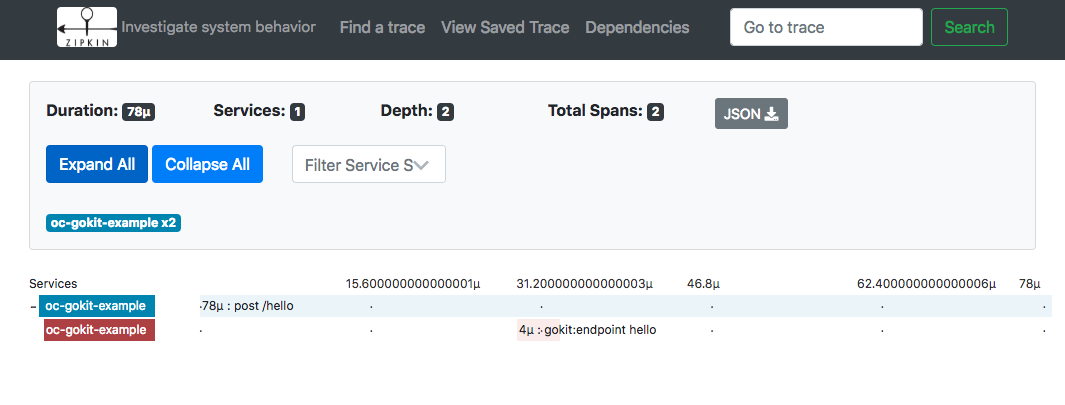 ZIPKIN Investigate system behavior Find a trace View Saved Trace Dependencies Go to trace Search
Duration: 78μ Services: 1 Depth: 2 Total Spans: 2 JSON
Expand All Collapse All Filter Service S
oc-gokit-example x2
Services 15.600000000000001μ 31.200000000000003μ 46.8μ 62.400000000000006μ 78μ
- oc-gokit-example 78μ : post /hello
oc-gokit-example 4μ : gokit:endpoint hello